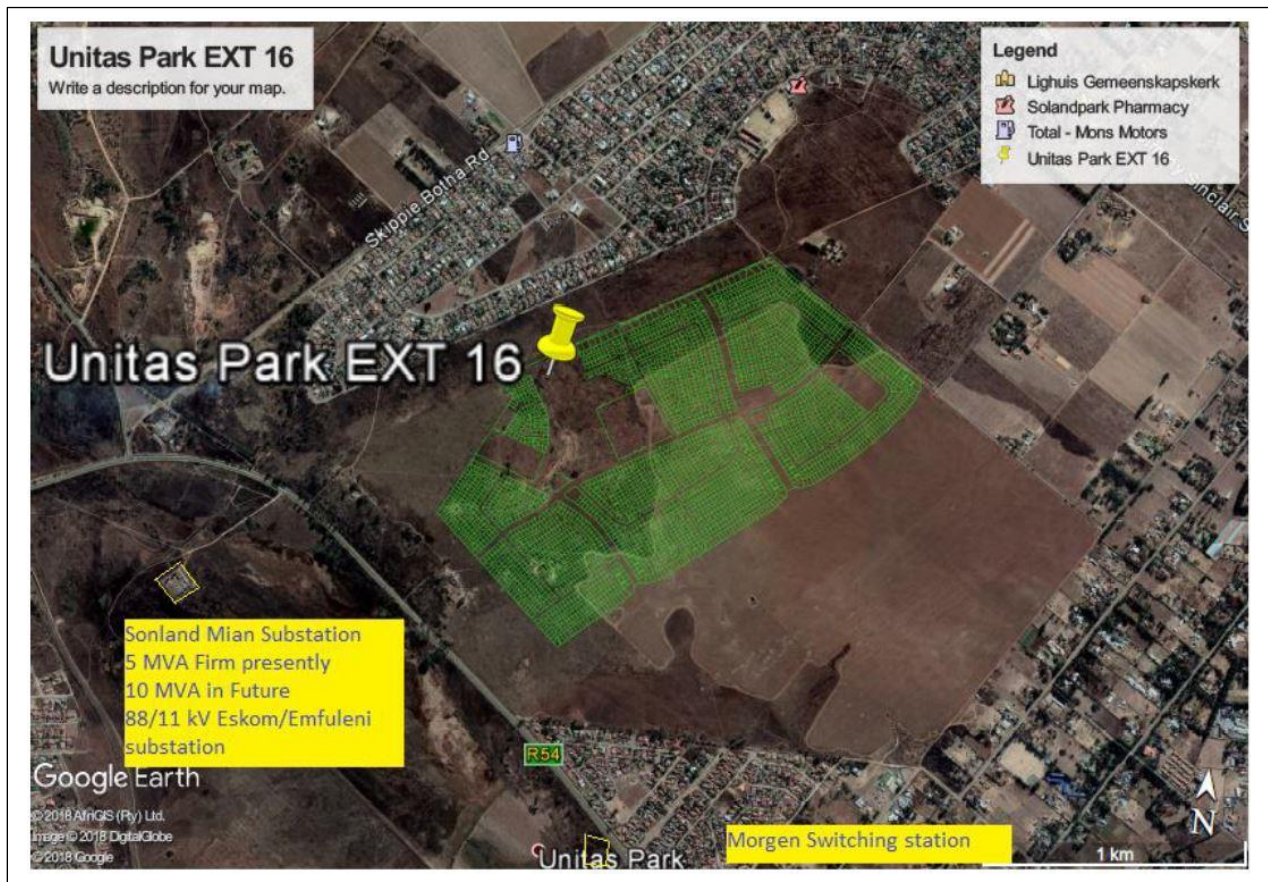 Unitas Park EXT 16
Write a description for your map.
Legend
Lighuis Gemeenskapskerk
Solandpark Pharmacy
Total - Mons Motors
Unitas Park EXT 16
Skippie Botha Rd
Sinclair S
Unitas Park EXT 16
Sonland Mian Substation
5 MVA Firm presently
10 MVA in Future
88/11 kV Eskom/Emfuleni
substation
R54
Google Earth
© 2018 AfriGIS (Pty) Ltd.
Image © 2018 DigitalGlobe
© 2018 Google
Unitas Park
Morgen Switching station
N
1 km